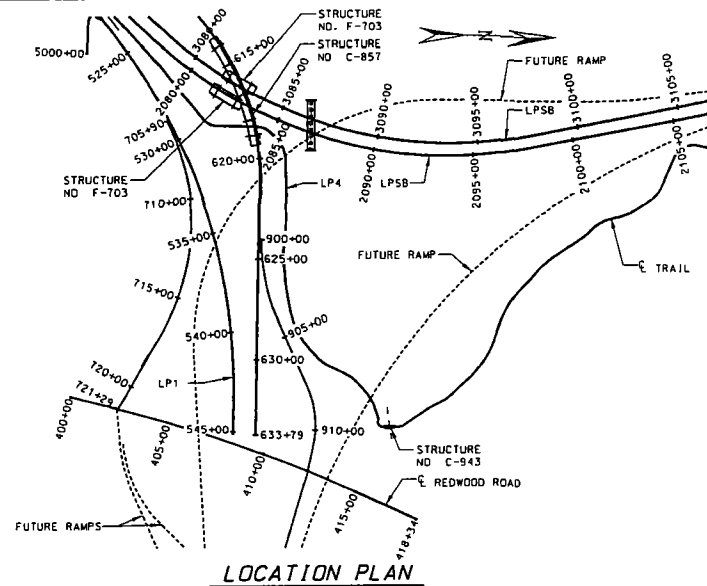 STRUCTURE
NO. F-703
STRUCTURE
NO C-857
N
FUTURE RAMP
LPSB
5000+00
525+00
3080+00
615+00
2080+00
3085+00
3090+00
3095+00
3100+00
3105+00
705+90
530+00
2085+00
620+00
2090+00
2095+00
2100+00
2105+00
STRUCTURE
NO F-703
LP4
LPSB
710+00
535+00
900+00
625+00
FUTURE RAMP
℄ TRAIL
715+00
540+00
905+00
720+00
721+29
LP1
630+00
400+00
405+00
545+00
633+79
910+00
410+00
STRUCTURE
NO C-943
℄ REDWOOD ROAD
415+00
418+34
FUTURE RAMPS
LOCATION PLAN